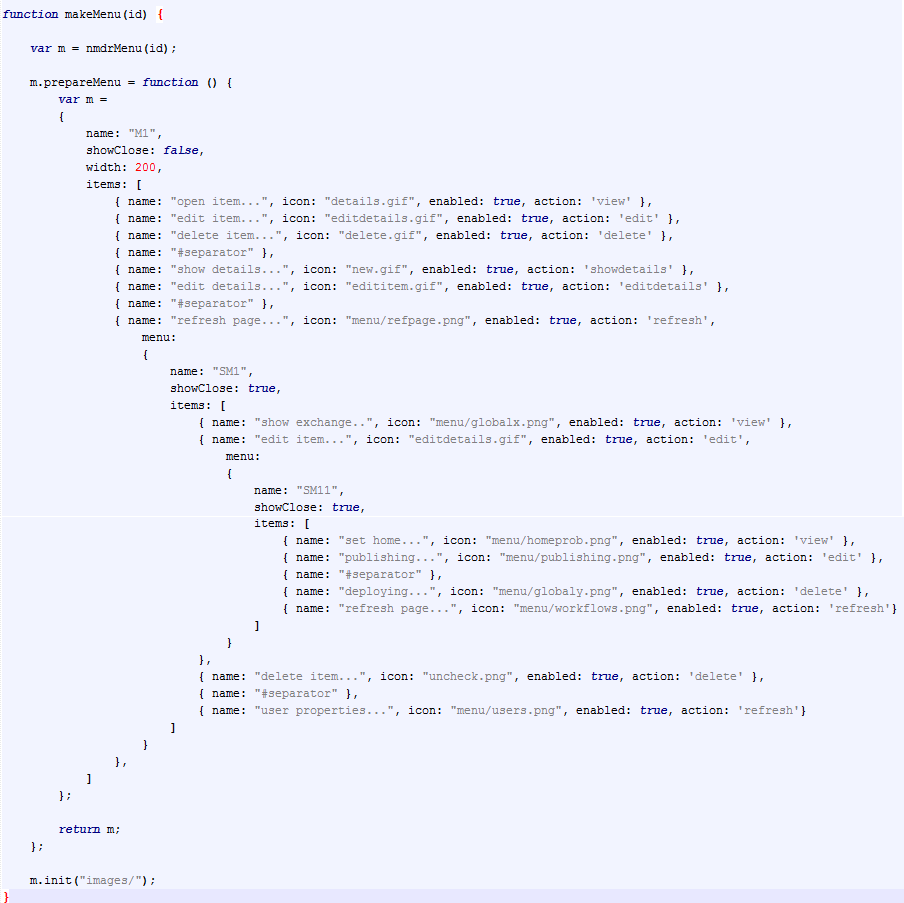 function makeMenu(id) {
var m = nmdrMenu(id);
m.prepareMenu = function () {
var m =
{
name: "M1",
showClose: false,
width: 200,
items: [
{ name: "open item...", icon: "details.gif", enabled: true, action: 'view' },
{ name: "edit item...", icon: "editdetails.gif", enabled: true, action: 'edit' },
{ name: "delete item...", icon: "delete.gif", enabled: true, action: 'delete' },
{ name: "#separator" },
{ name: "show details...", icon: "new.gif", enabled: true, action: 'showdetails' },
{ name: "edit details...", icon: "edititem.gif", enabled: true, action: 'editdetails' },
{ name: "#separator" },
{ name: "refresh page...", icon: "menu/refpage.png", enabled: true, action: 'refresh',
menu:
{
name: "SM1",
showClose: true,
items: [
{ name: "show exchange..", icon: "menu/globalx.png", enabled: true, action: 'view' },
{ name: "edit item...", icon: "editdetails.gif", enabled: true, action: 'edit',
menu:
{
name: "SM11",
showClose: true,
items: [
{ name: "set home...", icon: "menu/homeprob.png", enabled: true, action: 'view' },
{ name: "publishing...", icon: "menu/publishing.png", enabled: true, action: 'edit' },
{ name: "#separator" },
{ name: "deploying...", icon: "menu/globaly.png", enabled: true, action: 'delete' },
{ name: "refresh page...", icon: "menu/workflows.png", enabled: true, action: 'refresh'}
]
}
},
{ name: "delete item...", icon: "uncheck.png", enabled: true, action: 'delete' },
{ name: "#separator" },
{ name: "user properties...", icon: "menu/users.png", enabled: true, action: 'refresh'}
]
}
},
]
};
return m;
};
m.init("images/");
}